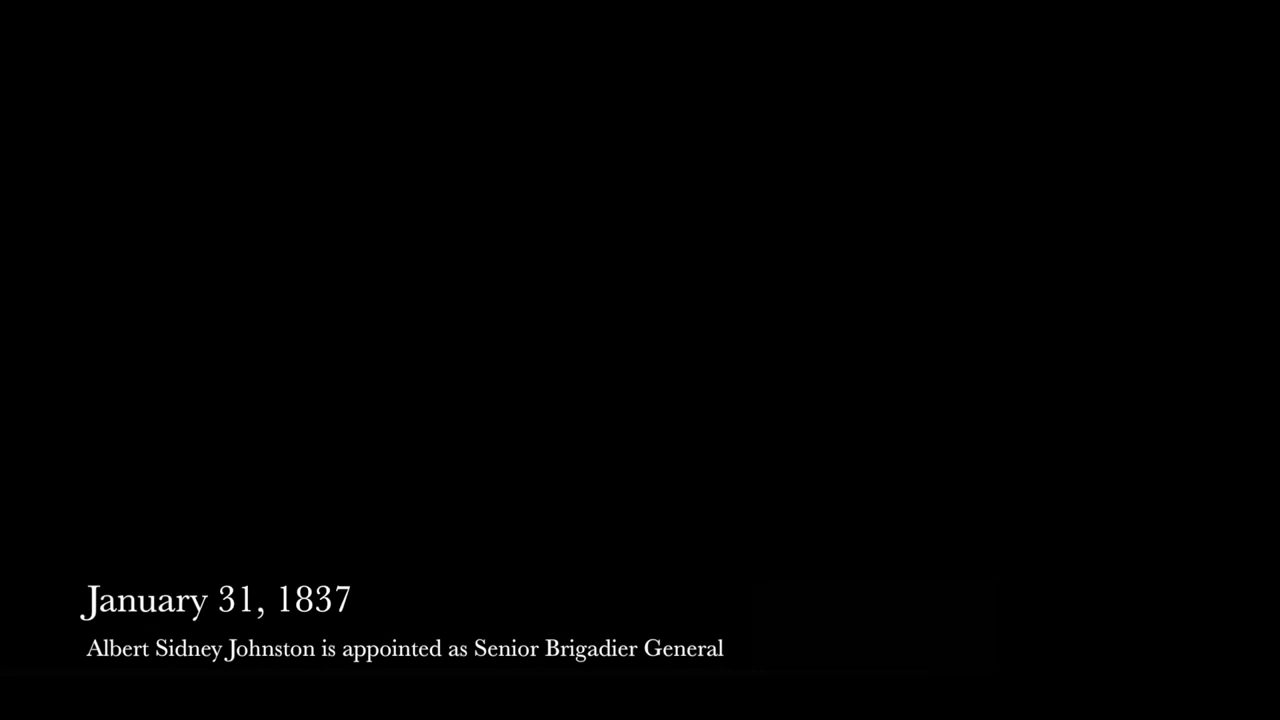 January 31, 1837
Albert Sidney Johnston is appointed as Senior Brigadier General